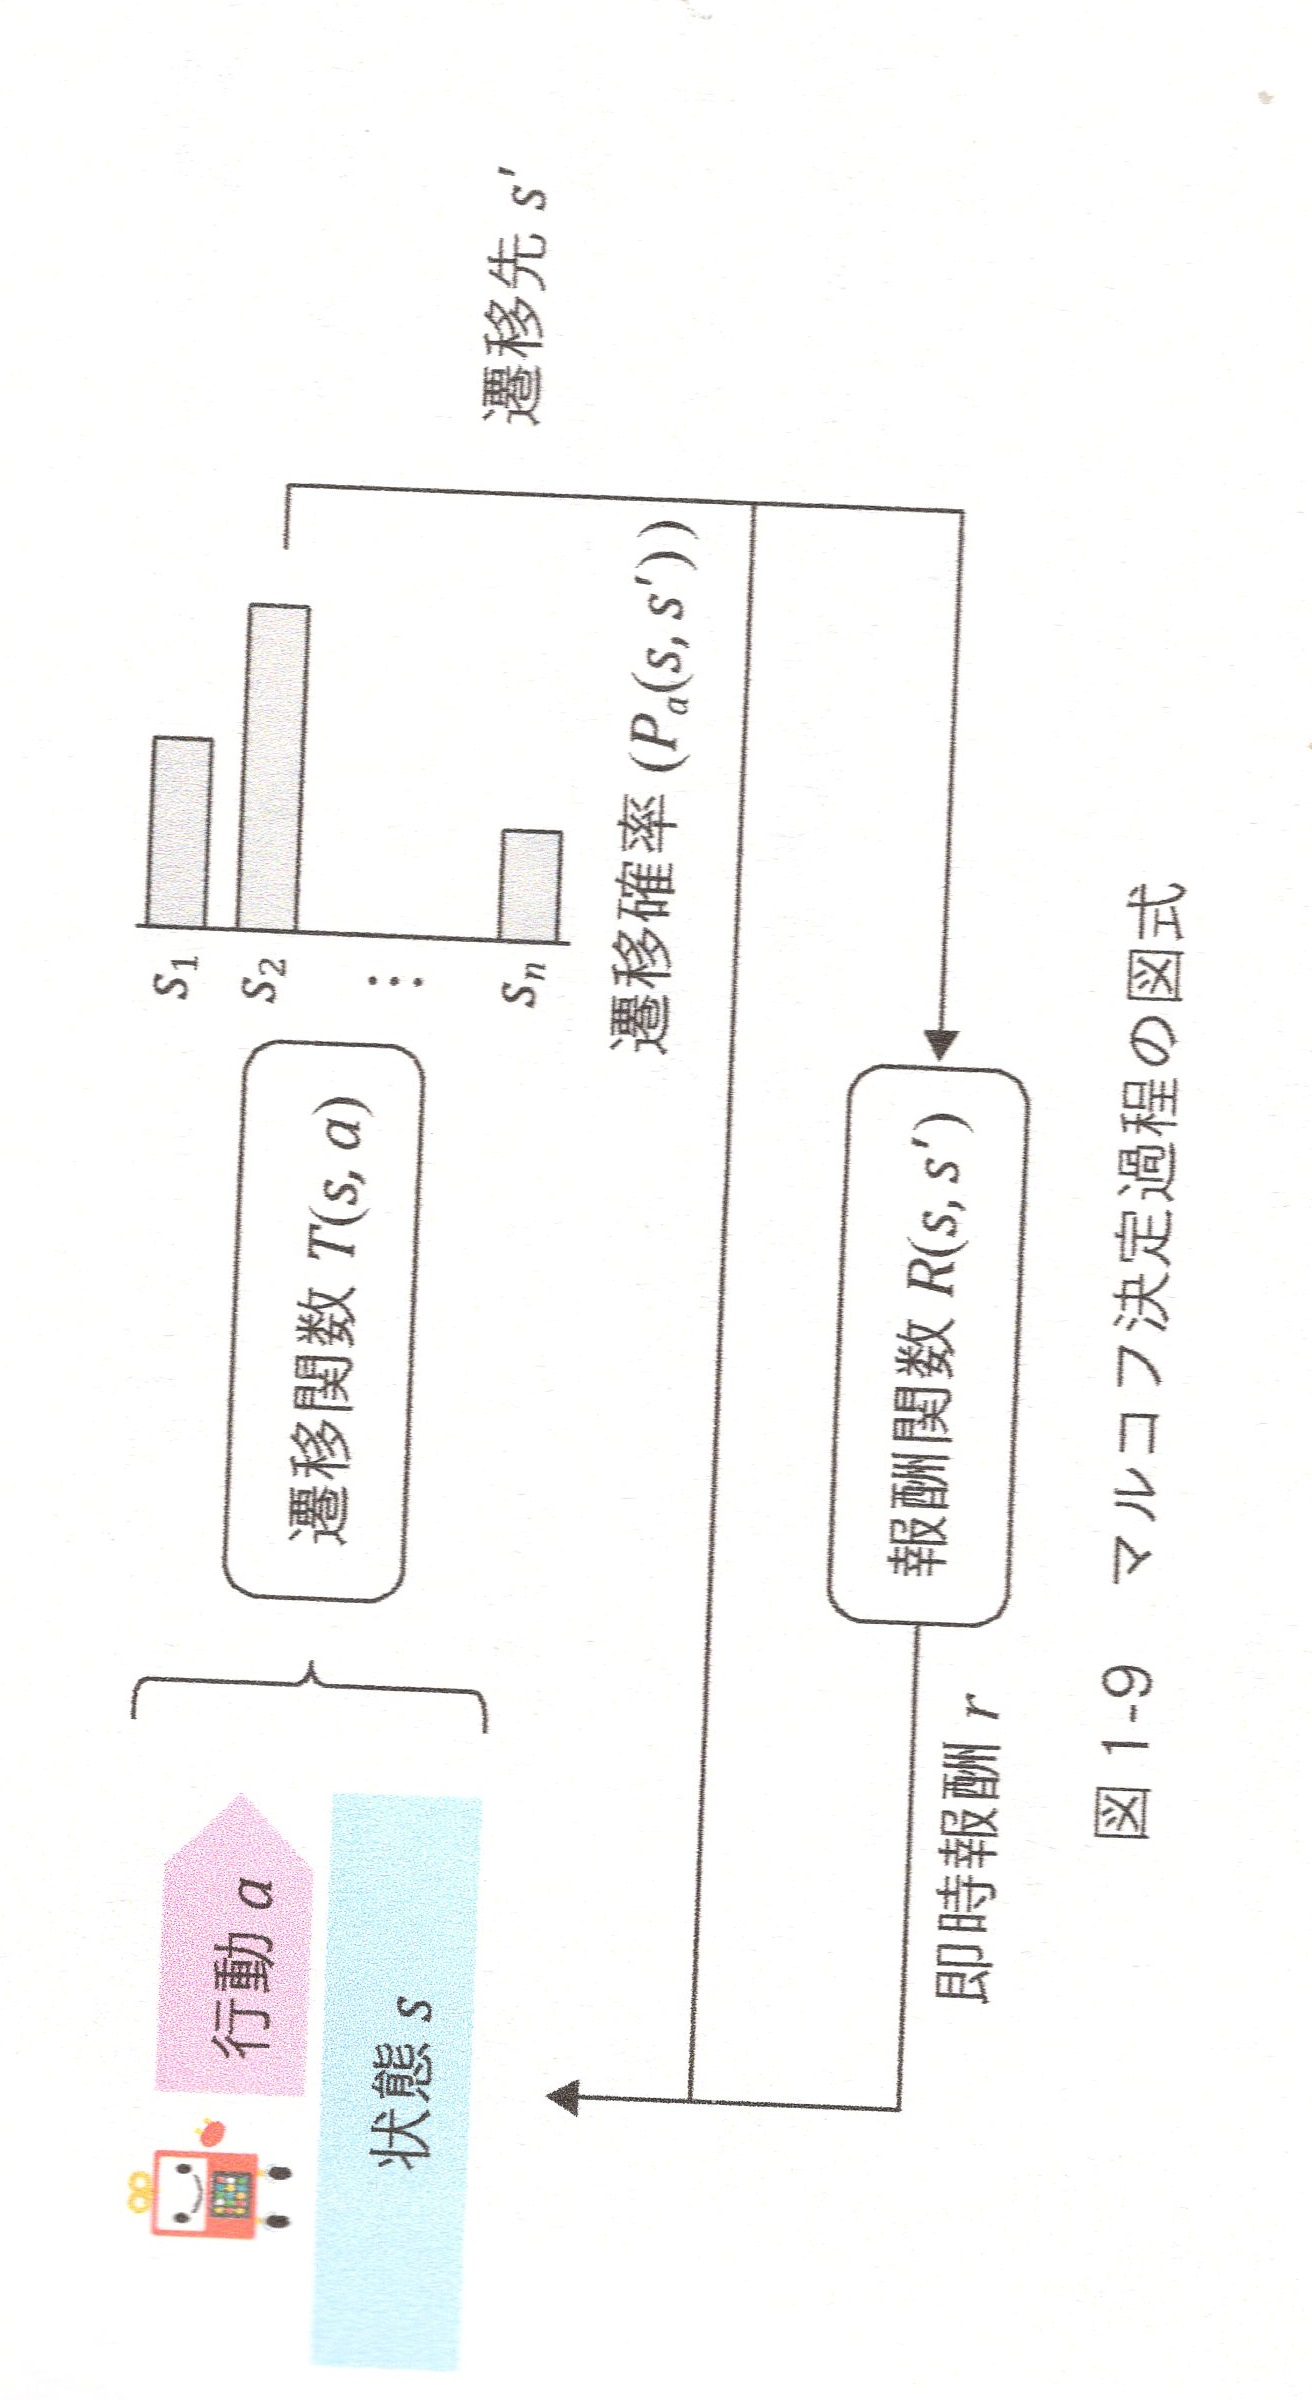 行動 a
状態 s
遷移関数 T(s, a)
s₁
s₂
⋮
sₙ
遷移確率 (Pₐ(s, s′))
遷移先 s′
報酬関数 R(s, s′)
即時報酬 r
図 1-9 マルコフ決定過程の図式